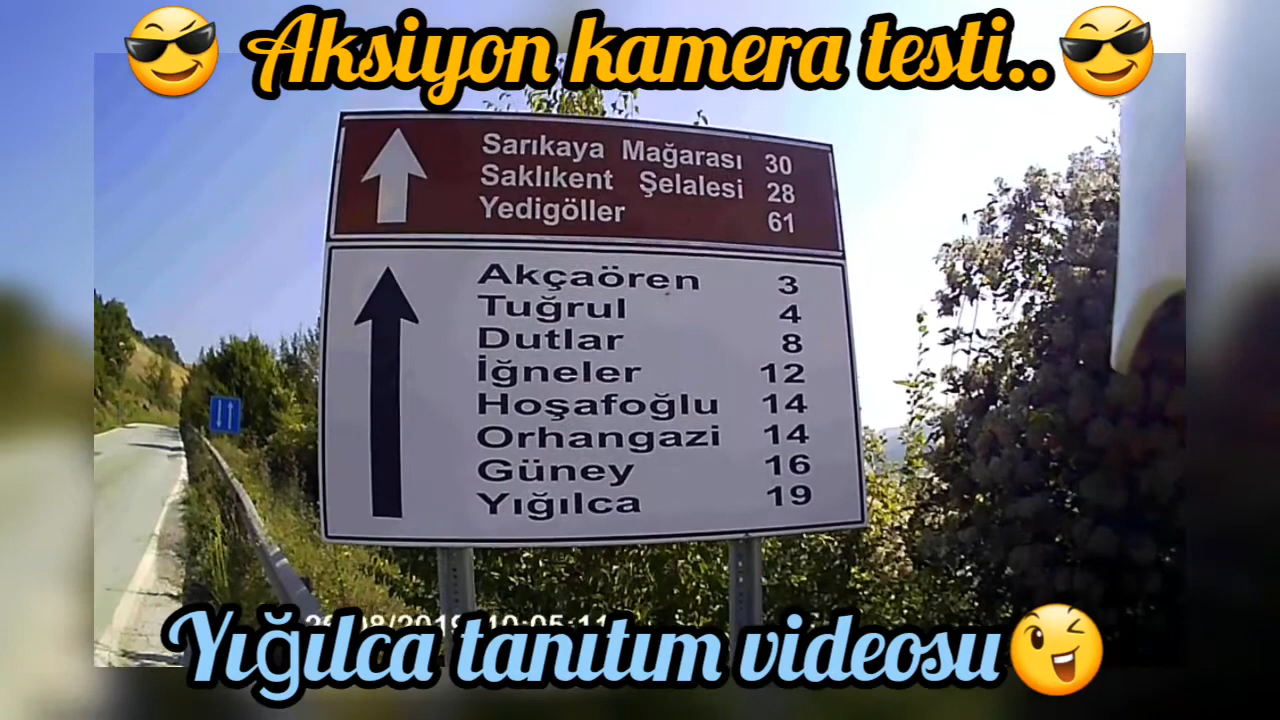 Aksiyon kamera testi..
Sarıkaya Mağarası 30
Saklıkent Şelalesi 28
Yedigöller 61
Akçaören 3
Tuğrul 4
Dutlar 8
İğneler 12
Hoşafoğlu 14
Orhangazi 14
Güney 16
Yığılca 19
Yığılca tanıtım videosu